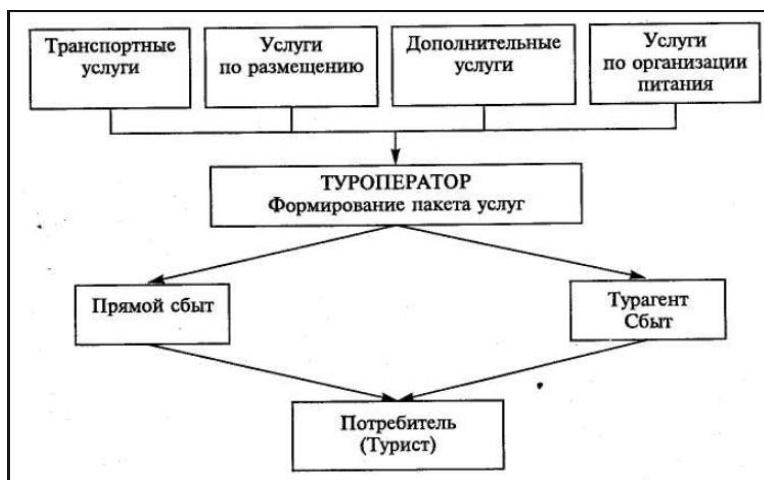 Транспортные
услуги
Услуги
по размещению
Дополнительные
услуги
Услуги
по организации
питания
ТУРОПЕРАТОР
Формирование пакета услуг
Прямой сбыт
Турагент
Сбыт
Потребитель
(Турист)